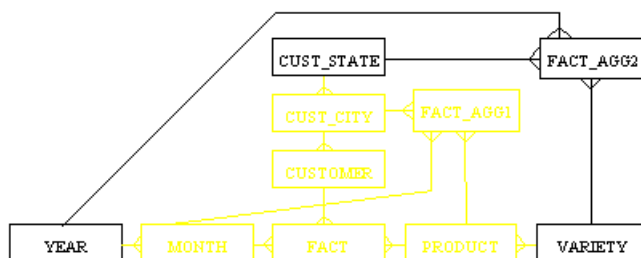 CUST_STATE
FACT_AGG2
CUST_CITY
FACT_AGG1
CUSTOMER
YEAR
MONTH
FACT
PRODUCT
VARIETY